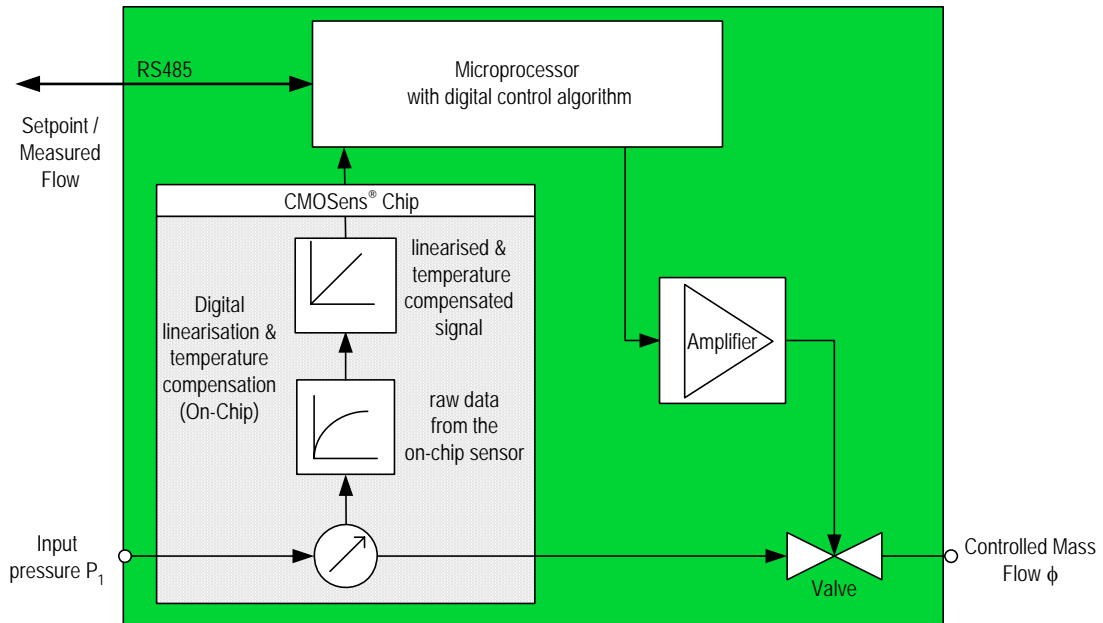 RS485
Microprocessor
with digital control algorithm
Setpoint /
Measured
Flow
CMOSens® Chip
linearised &
temperature
compensated
signal
Digital
linearisation &
temperature
compensation
(On-Chip)
raw data
from the
on-chip sensor
Amplifier
Input
pressure P₁
Valve
Controlled Mass
Flow ϕ